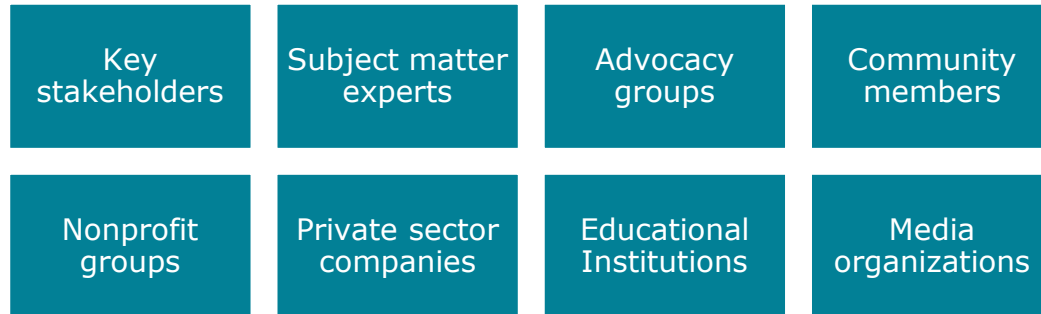 Key
stakeholders
Subject matter
experts
Advocacy
groups
Community
members
Nonprofit
groups
Private sector
companies
Educational
Institutions
Media
organizations